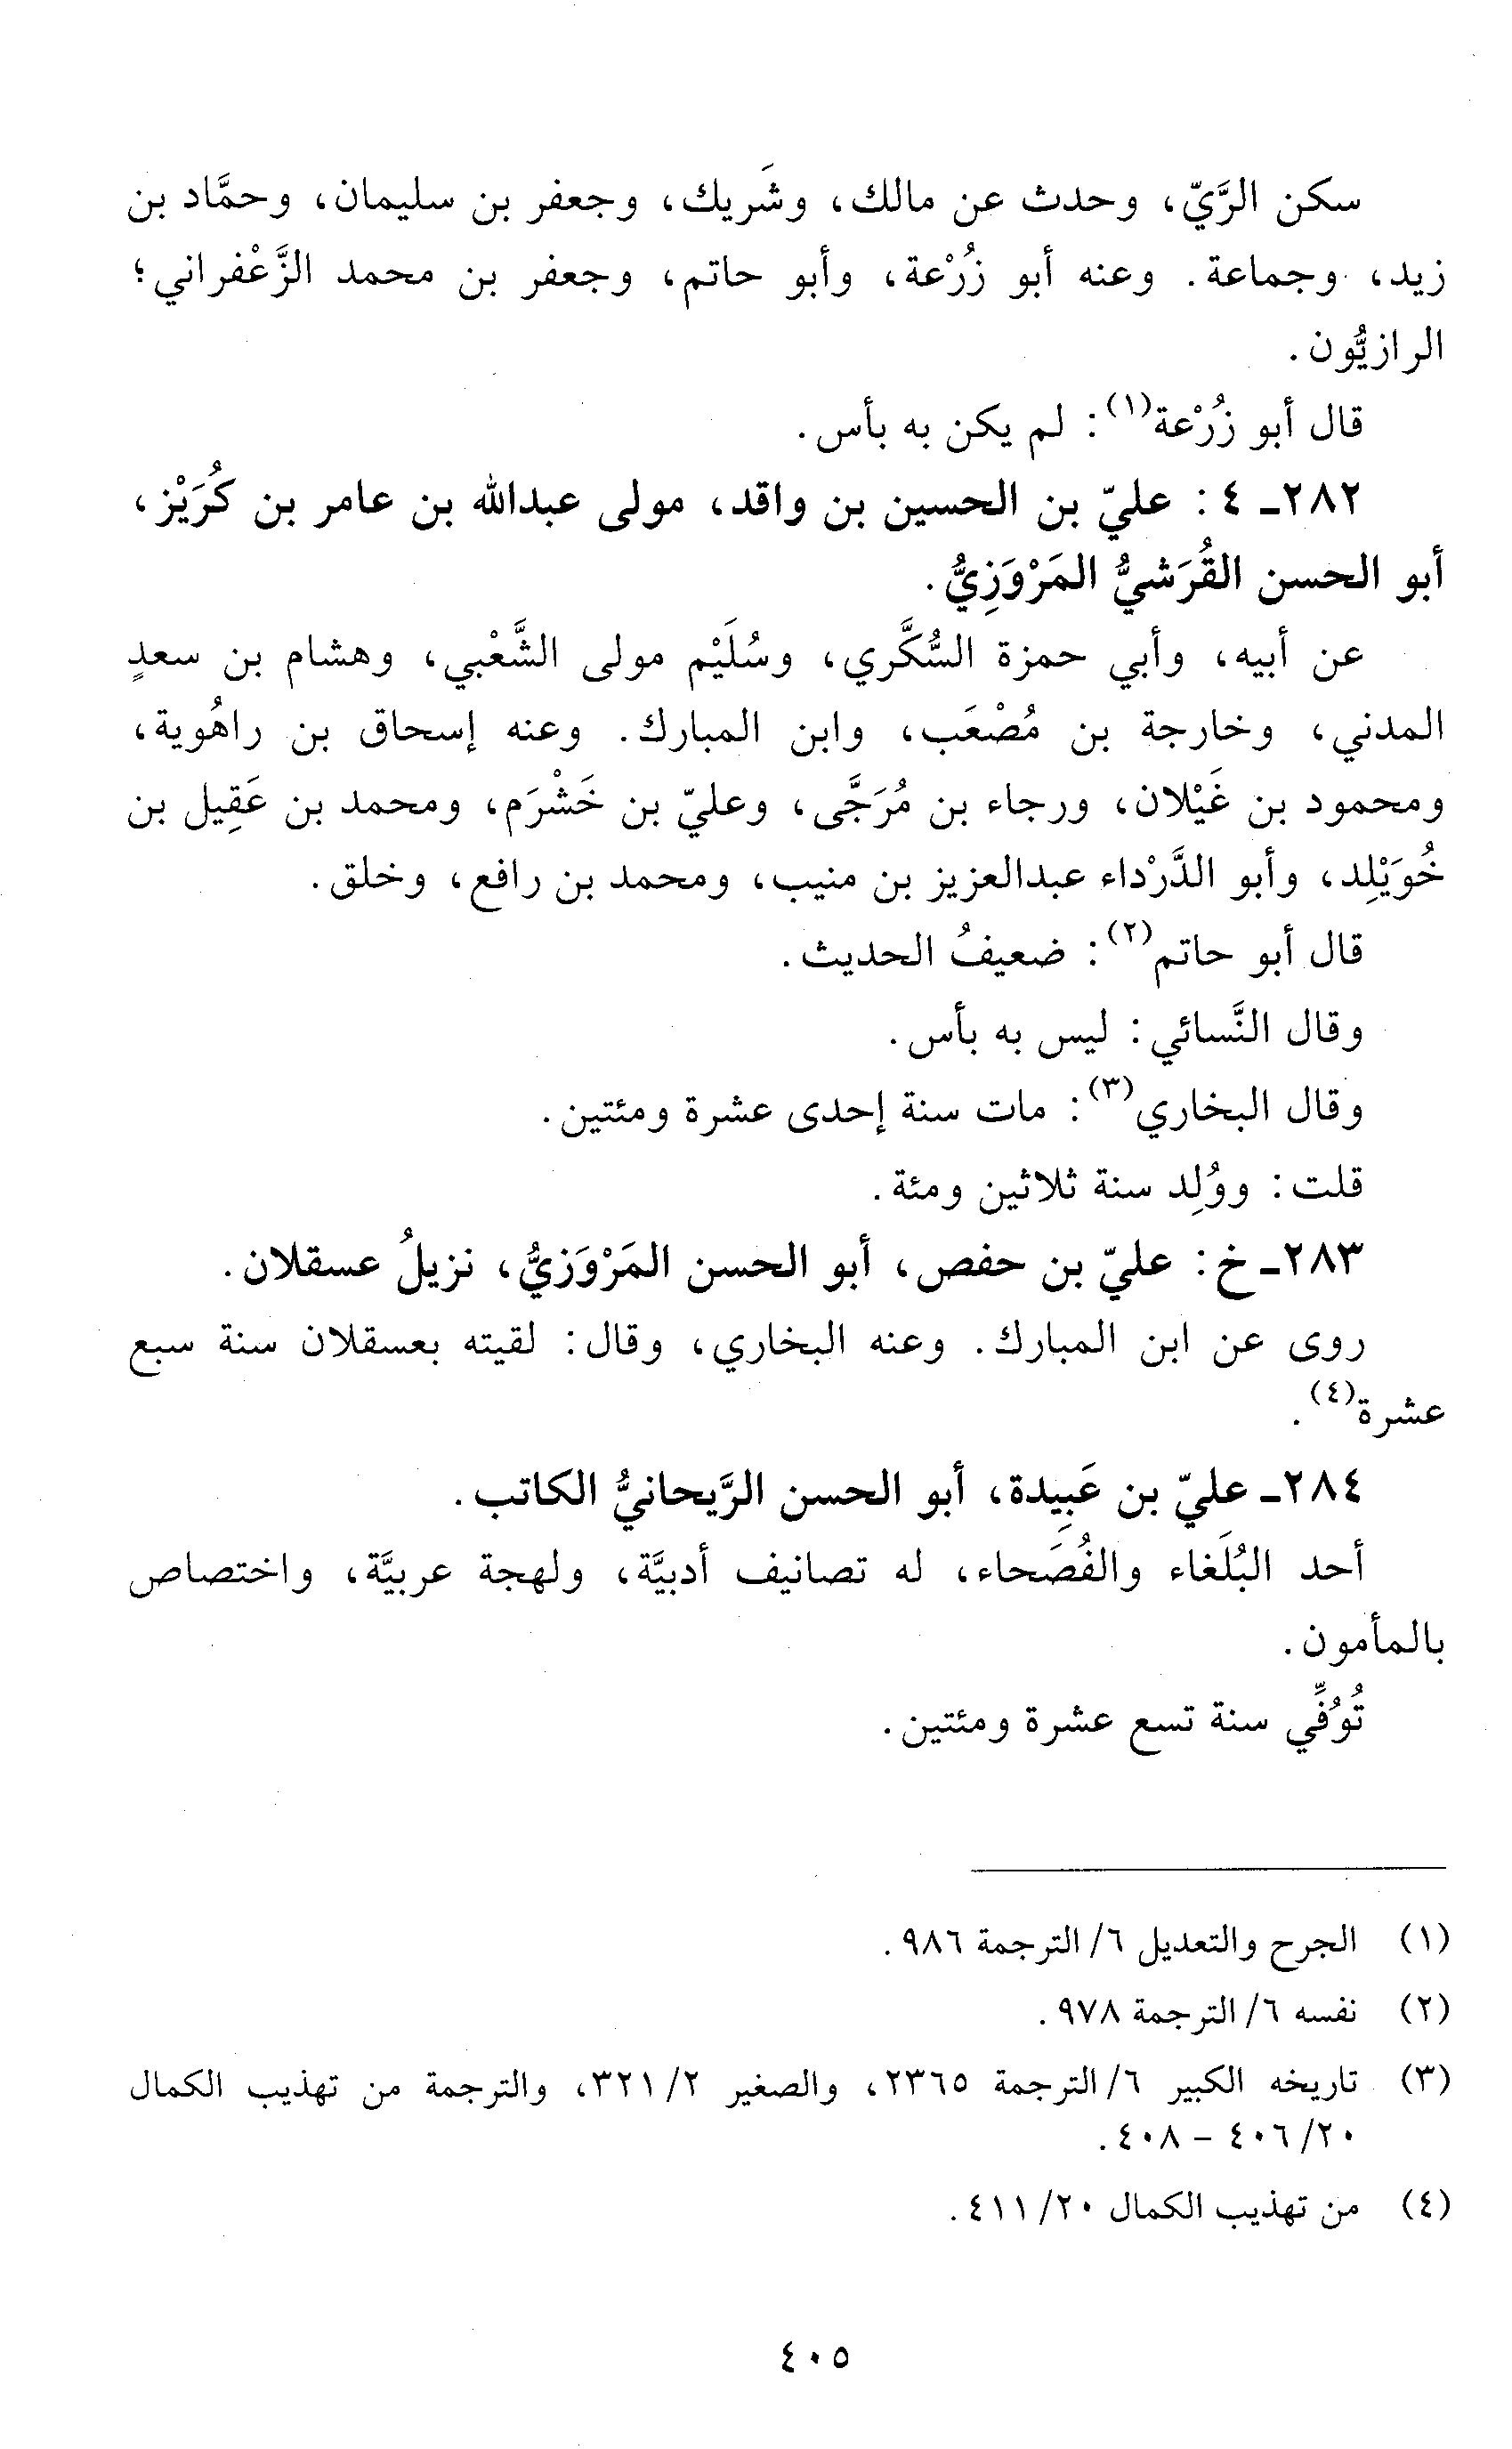 سكن الرَّيّ، وحدث عن مالك، وشَريك، وجعفر بن سليمان، وحمَّاد بن
زيد، وجماعة. وعنه أبو زُرْعة، وأبو حاتم، وجعفر بن محمد الزَّعْفراني؛
الرازيُّون.
قال أبو زُرْعة(١): لم يكن به بأس.
٢٨٢ـ ٤: عليّ بن الحسين بن واقد، مولى عبدالله بن عامر بن كُرَيْز،
أبو الحسن القُرَشيُّ المَرْوَزِيُّ.
عن أبيه، وأبي حمزة السُّكَّري، وسُلَيْم مولى الشَّعْبي، وهشام بن سعدٍ
المدني، وخارجة بن مُصْعَب، وابن المبارك. وعنه إسحاق بن راهُوية،
ومحمود بن غَيْلان، ورجاء بن مُرَجَّى، وعليّ بن خَشْرَم، ومحمد بن عَقِيل بن
خُوَيْلِد، وأبو الدَّرْداء عبدالعزيز بن منيب، ومحمد بن رافع، وخلق.
قال أبو حاتم(٢): ضعيفُ الحديث.
وقال النَّسائي: ليس به بأس.
وقال البخاري(٣): مات سنة إحدى عشرة ومئتين.
قلت: ووُلِد سنة ثلاثين ومئة.
٢٨٣ـ خ: عليّ بن حفص، أبو الحسن المَرْوَزيُّ، نزيلُ عسقلان.
روى عن ابن المبارك. وعنه البخاري، وقال: لقيته بعسقلان سنة سبع
عشرة(٤).
٢٨٤ـ عليّ بن عَبِيدة، أبو الحسن الرَّيحانيُّ الكاتب.
أحد البُلَغاء والفُصَحاء، له تصانيف أدبيَّة، ولهجة عربيَّة، واختصاص
بالمأمون.
تُوُفِّي سنة تسع عشرة ومئتين.
(١) الجرح والتعديل ٦/ الترجمة ٩٨٦.
(٢) نفسه ٦/ الترجمة ٩٧٨.
(٣) تاريخه الكبير ٦/ الترجمة ٢٣٦٥، والصغير ٢/ ٣٢١، والترجمة من تهذيب الكمال
٢٠/ ٤٠٦ - ٤٠٨.
(٤) من تهذيب الكمال ٢٠/ ٤١١.
٤٠٥